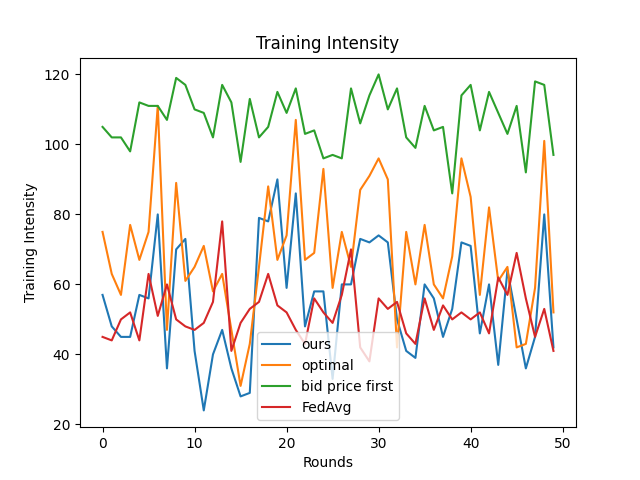 Training Intensity
Training Intensity
120
100
80
60
40
20
ours
optimal
bid price first
FedAvg
0
10
20
30
40
50
Rounds